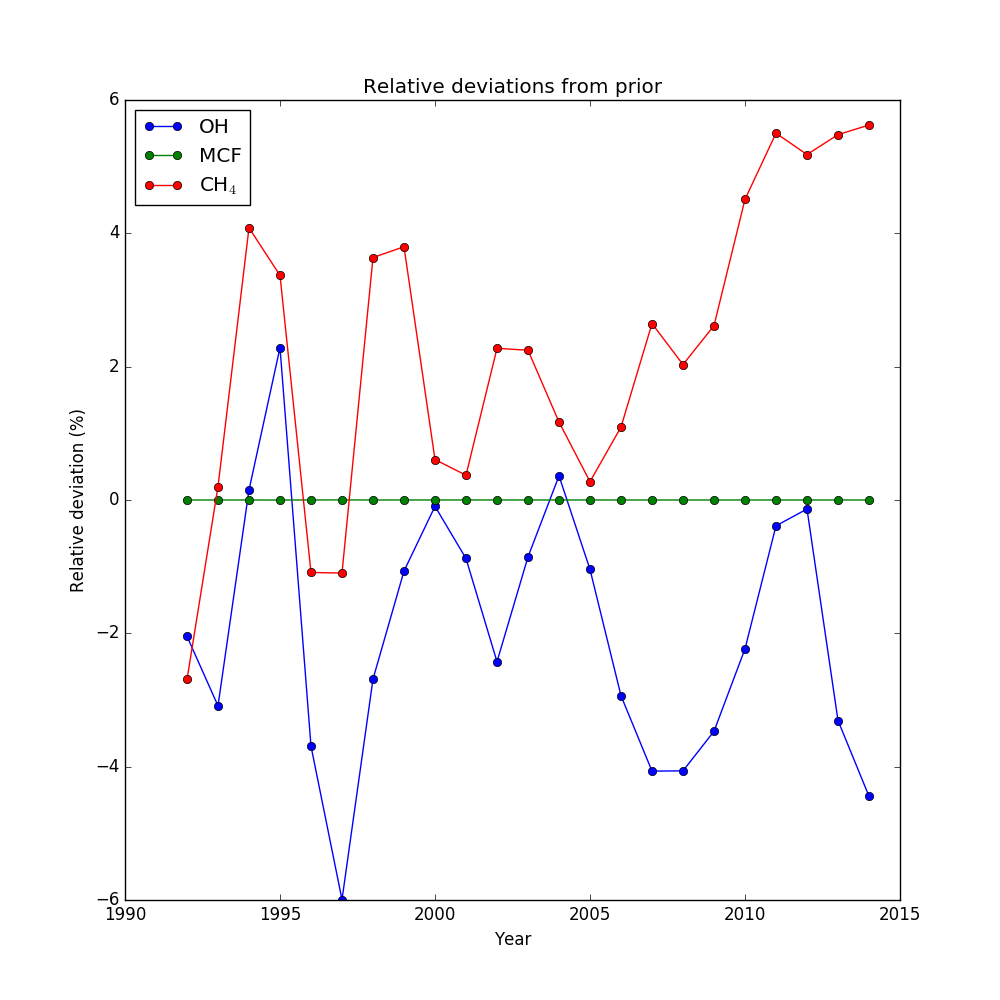 Relative deviations from prior
OH
MCF
CH₄
6
4
2
0
−2
−4
−6
Relative deviation (%)
1990 1995 2000 2005 2010 2015
Year